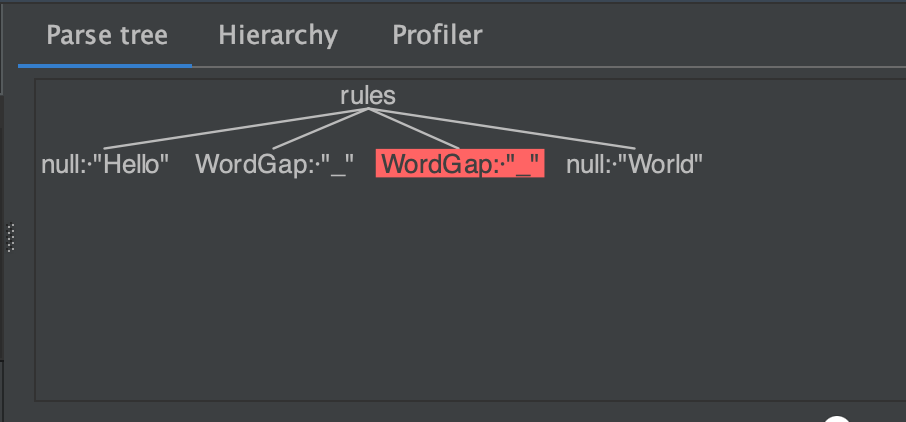 Parse tree Hierarchy Profiler
rules
null:·"Hello" WordGap:·"_" WordGap:·"_" null:·"World"